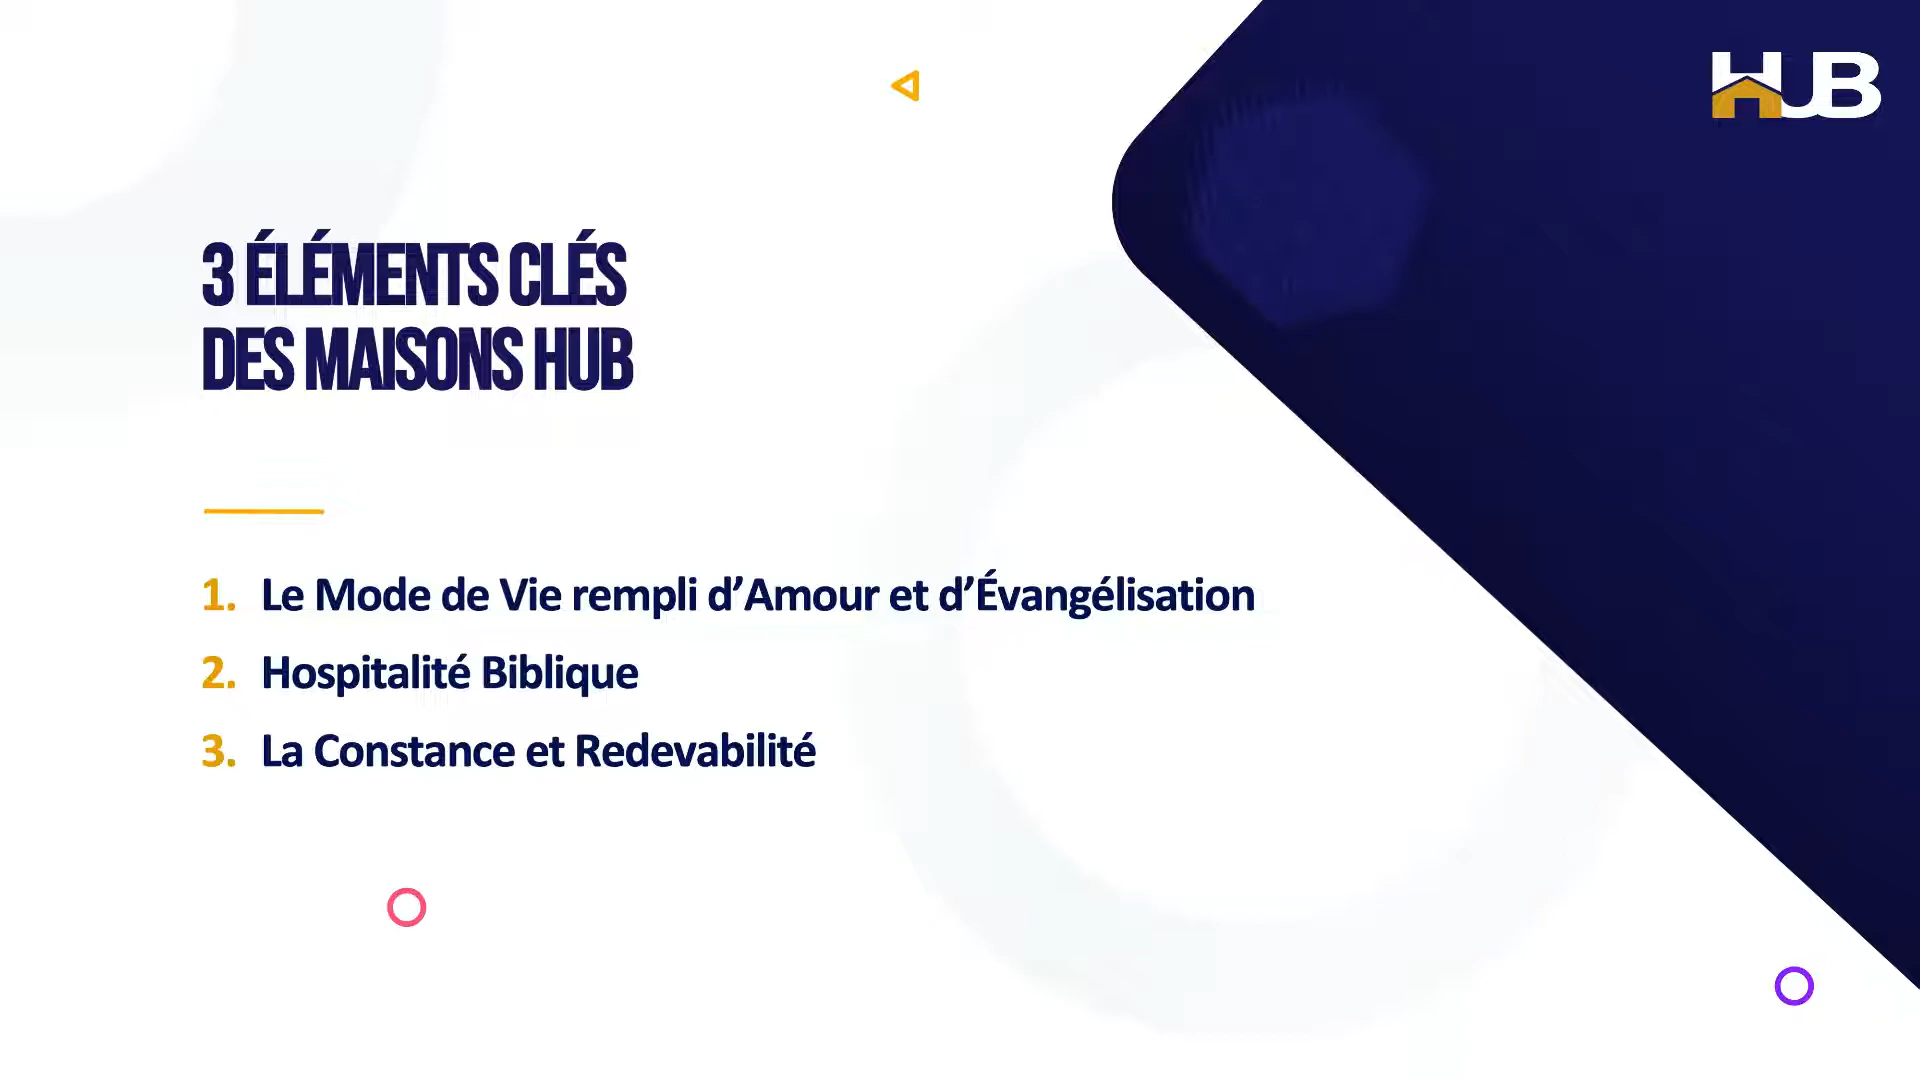 HUB
3 ÉLÉMENTS CLÉS
DES MAISONS HUB
1. Le Mode de Vie rempli d’Amour et d’Évangélisation
2. Hospitalité Biblique
3. La Constance et Redevabilité